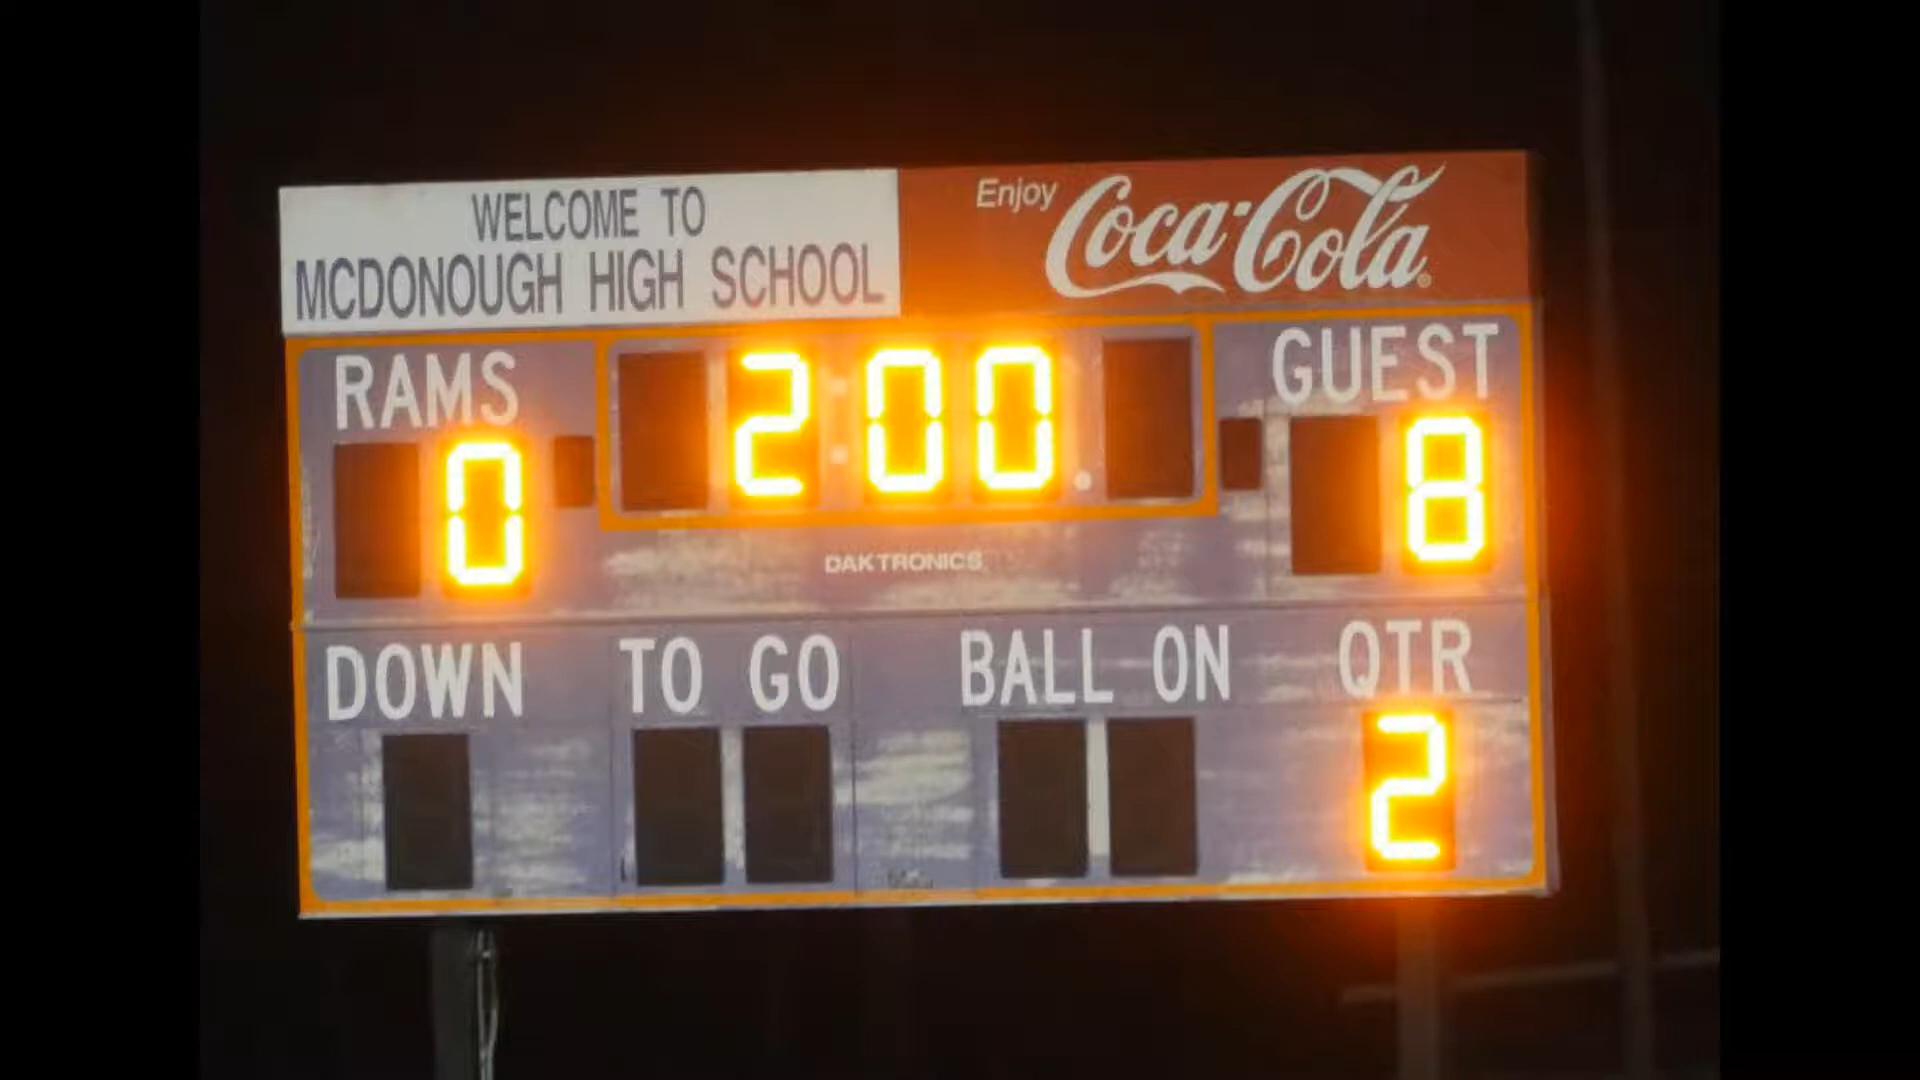 WELCOME TO
MCDONOUGH HIGH SCHOOL
Enjoy
Coca-Cola®
RAMS
2:00.
GUEST
0
8
DAKTRONICS
DOWN TO GO BALL ON QTR
2